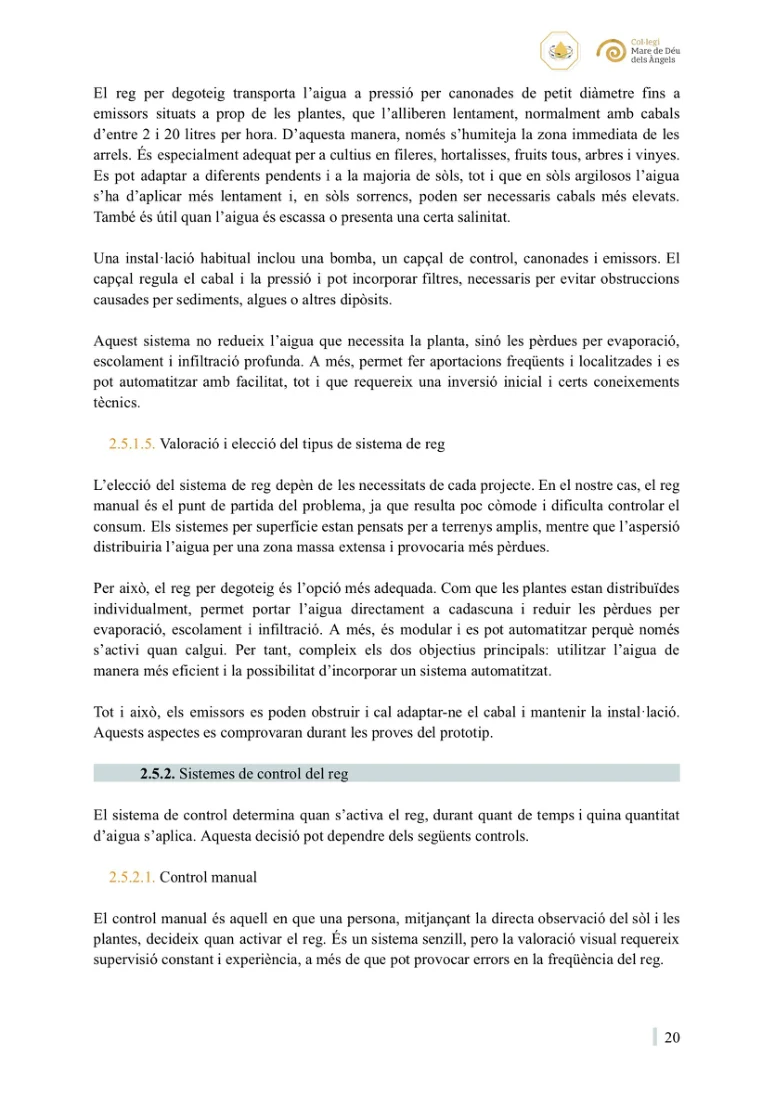 Col·legi
Mare de Déu
dels Àngels
El reg per degoteig transporta l’aigua a pressió per canonades de petit diàmetre fins a
emissors situats a prop de les plantes, que l’alliberen lentament, normalment amb cabals
d’entre 2 i 20 litres per hora. D’aquesta manera, només s’humiteja la zona immediata de les
arrels. És especialment adequat per a cultius en fileres, hortalisses, fruits tous, arbres i vinyes.
Es pot adaptar a diferents pendents i a la majoria de sòls, tot i que en sòls argilosos l’aigua
s’ha d’aplicar més lentament i, en sòls sorrencs, poden ser necessaris cabals més elevats.
També és útil quan l’aigua és escassa o presenta una certa salinitat.
Una instal·lació habitual inclou una bomba, un capçal de control, canonades i emissors. El
capçal regula el cabal i la pressió i pot incorporar filtres, necessaris per evitar obstruccions
causades per sediments, algues o altres dipòsits.
Aquest sistema no redueix l’aigua que necessita la planta, sinó les pèrdues per evaporació,
escolament i infiltració profunda. A més, permet fer aportacions freqüents i localitzades i es
pot automatitzar amb facilitat, tot i que requereix una inversió inicial i certs coneixements
tècnics.
2.5.1.5. Valoració i elecció del tipus de sistema de reg
L’elecció del sistema de reg depèn de les necessitats de cada projecte. En el nostre cas, el reg
manual és el punt de partida del problema, ja que resulta poc còmode i dificulta controlar el
consum. Els sistemes per superfície estan pensats per a terrenys amplis, mentre que l’aspersió
distribuiria l’aigua per una zona massa extensa i provocaria més pèrdues.
Per això, el reg per degoteig és l’opció més adequada. Com que les plantes estan distribuïdes
individualment, permet portar l’aigua directament a cadascuna i reduir les pèrdues per
evaporació, escolament i infiltració. A més, és modular i es pot automatitzar perquè només
s’activi quan calgui. Per tant, compleix els dos objectius principals: utilitzar l’aigua de
manera més eficient i la possibilitat d’incorporar un sistema automatitzat.
Tot i això, els emissors es poden obstruir i cal adaptar-ne el cabal i mantenir la instal·lació.
Aquests aspectes es comprovaran durant les proves del prototip.
2.5.2. Sistemes de control del reg
El sistema de control determina quan s’activa el reg, durant quant de temps i quina quantitat
d’aigua s’aplica. Aquesta decisió pot dependre dels següents controls.
2.5.2.1. Control manual
El control manual és aquell en que una persona, mitjançant la directa observació del sòl i les
plantes, decideix quan activar el reg. És un sistema senzill, pero la valoració visual requereix
supervisió constant i experiència, a més de que pot provocar errors en la freqüència del reg.
20